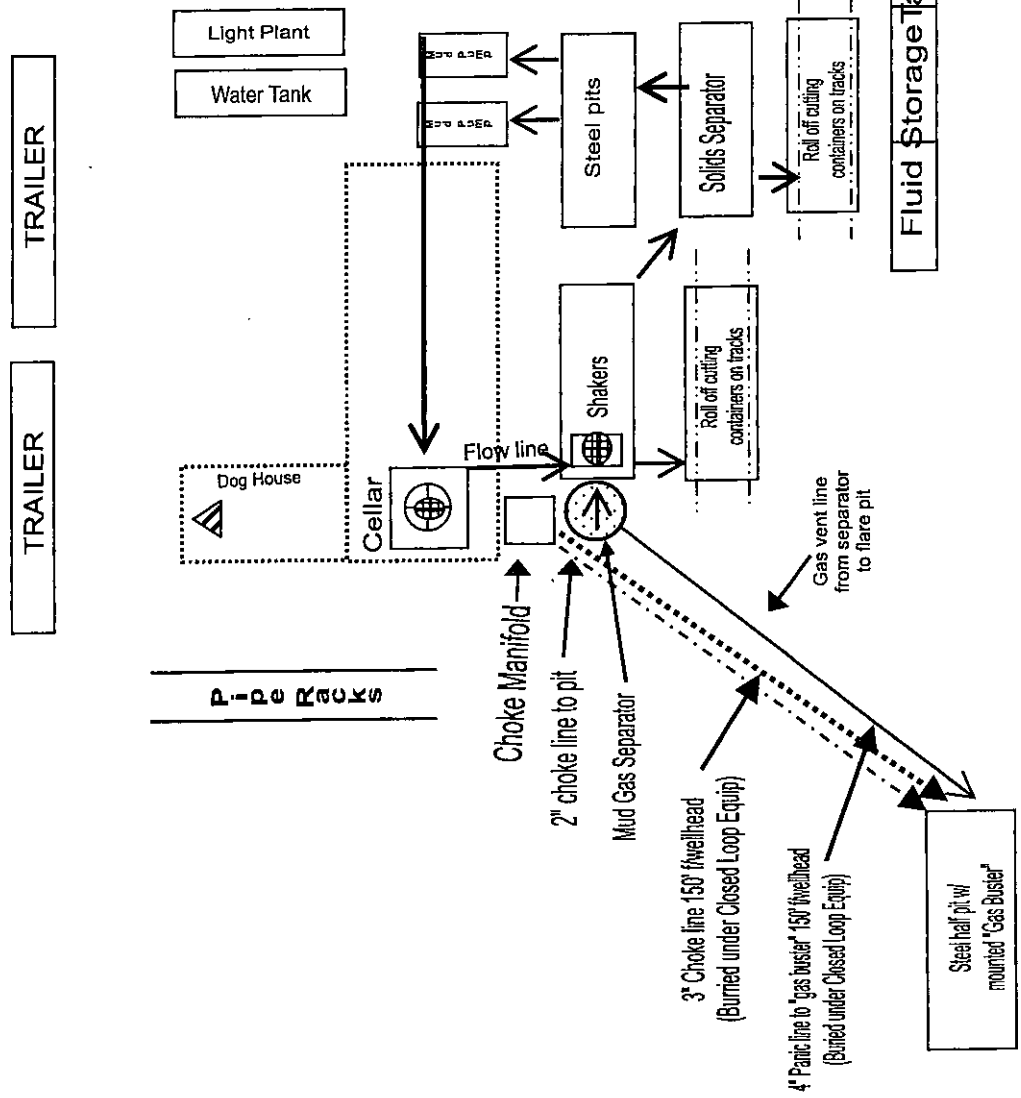 TRAILER
TRAILER
Light Plant
Water Tank
Dog House
Pipe Racks
Cellar
Flow line
Choke Manifold
2" choke line to pit
Mud Gas Separator
Shakers
Steel pits
Solids Separator
Roll off cutting
containers on tracks
Roll off cutting
containers on tracks
Fluid Storage Ta
Gas vent line
from separator
to flare pit
3" Choke line 150' f/wellhead
(Burried under Closed Loop Equip)
4" Panic line to "gas buster" 150' f/wellhead
(Buried under Closed Loop Equip)
Steel half pit w/
mounted "Gas Buster"